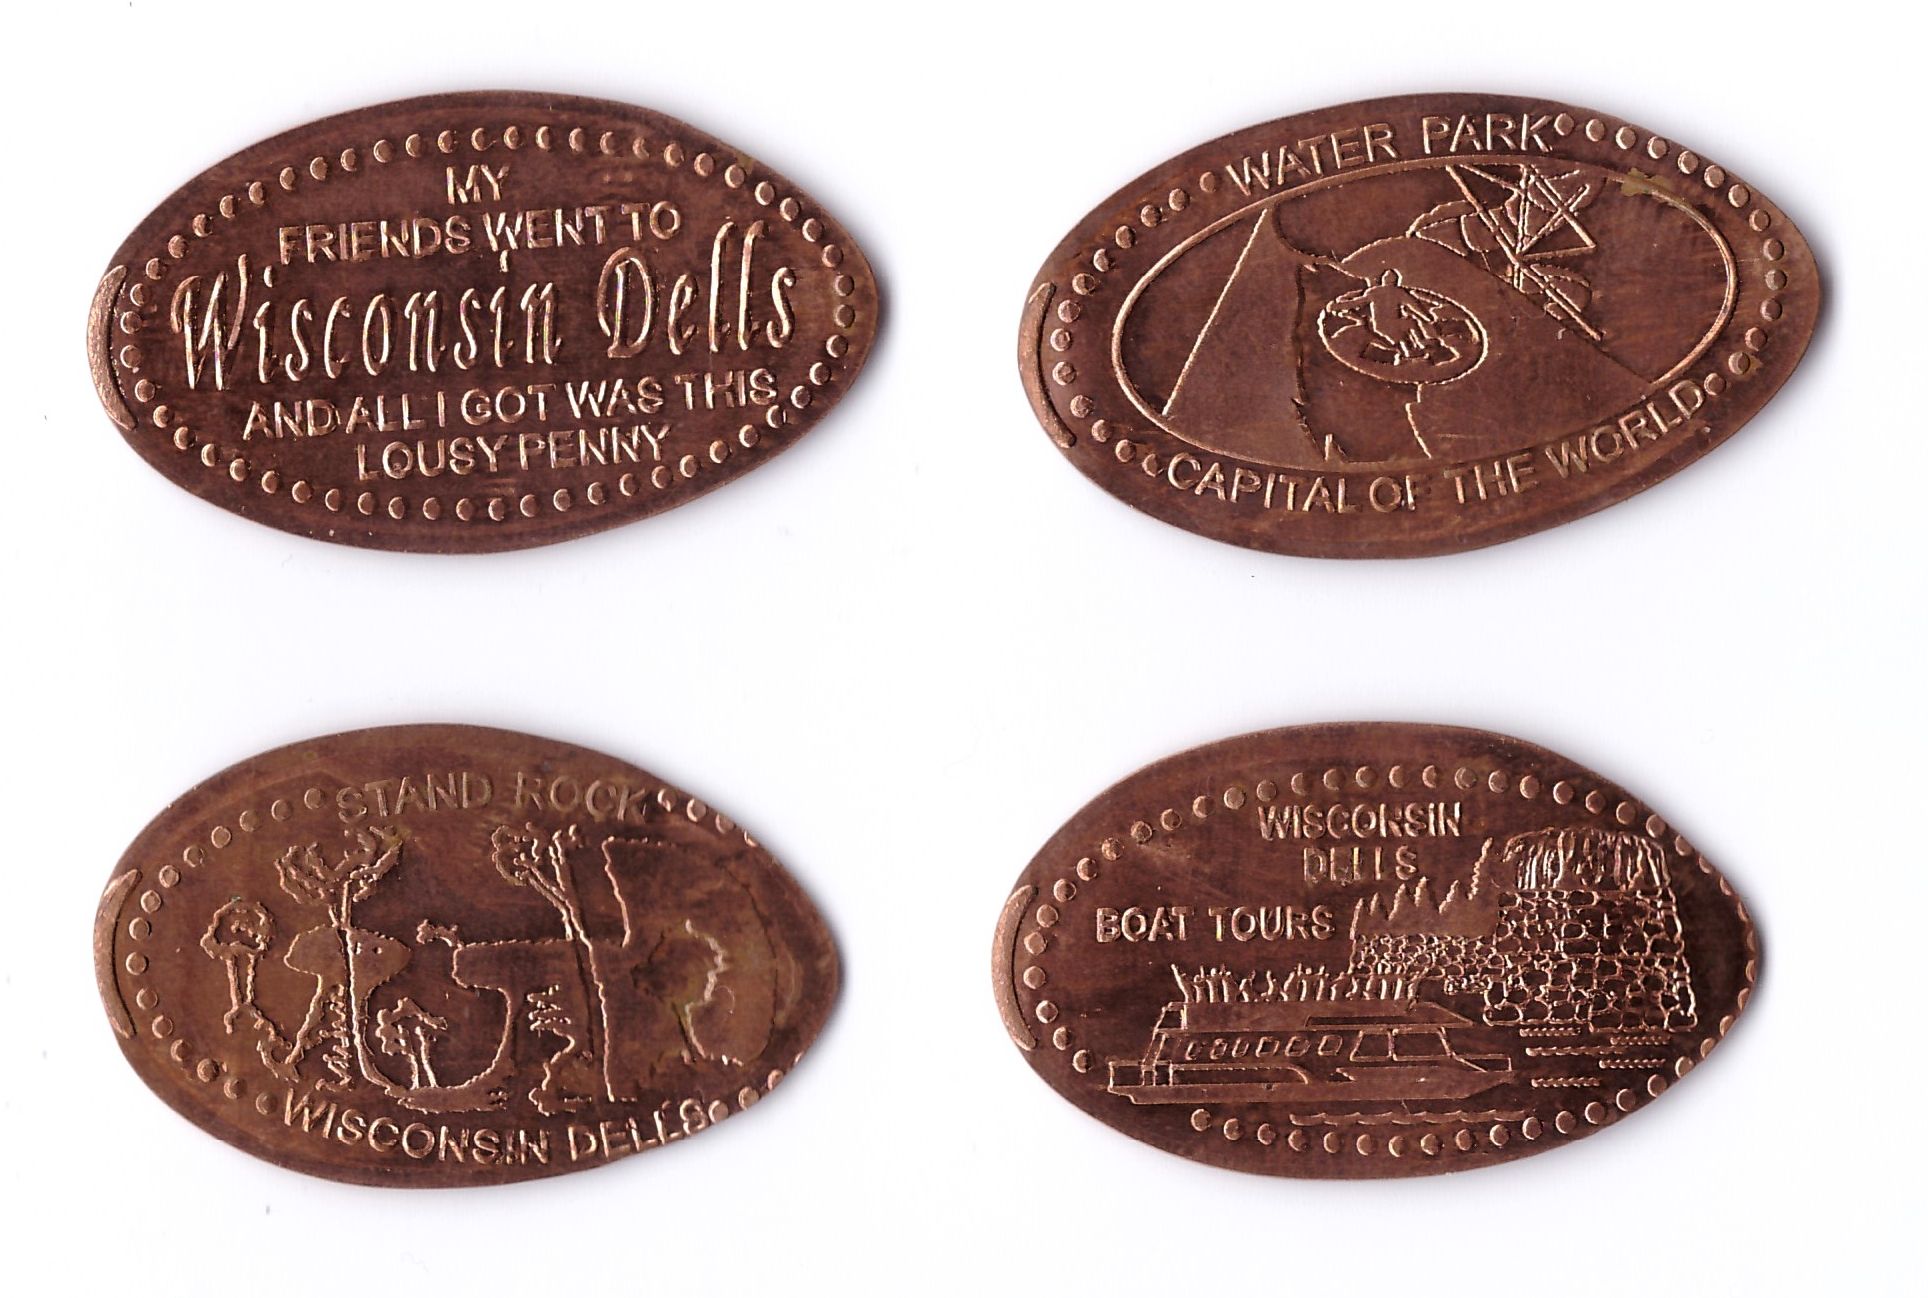 MY
FRIENDS WENT TO
Wisconsin Dells
AND ALL I GOT WAS THIS
LOUSY PENNY
WATER PARK
CAPITAL OF THE WORLD
STAND ROCK
WISCONSIN DELLS
WISCONSIN
DELLS
BOAT TOURS